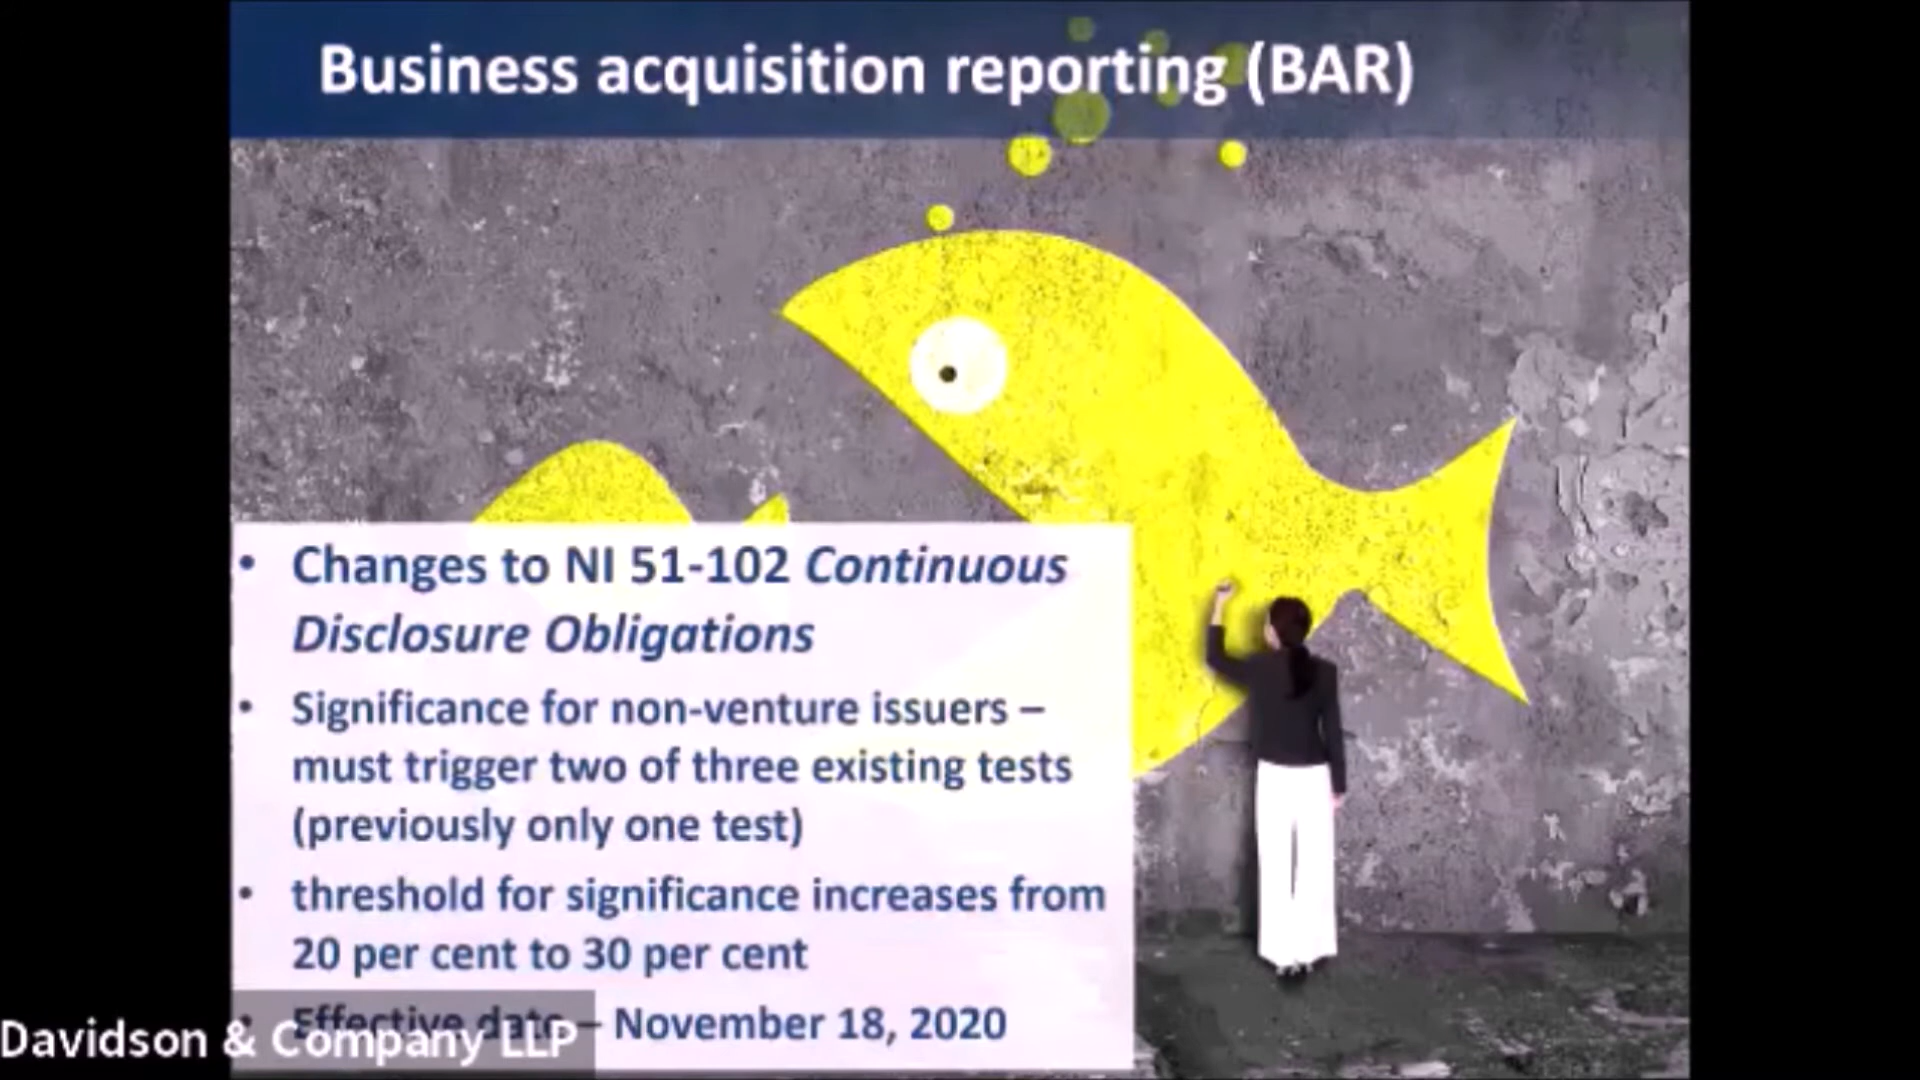 Business acquisition reporting (BAR)
• Changes to NI 51-102 Continuous
Disclosure Obligations
• Significance for non-venture issuers –
must trigger two of three existing tests
(previously only one test)
• threshold for significance increases from
20 per cent to 30 per cent
• Effective date – November 18, 2020
Davidson & Company LLP